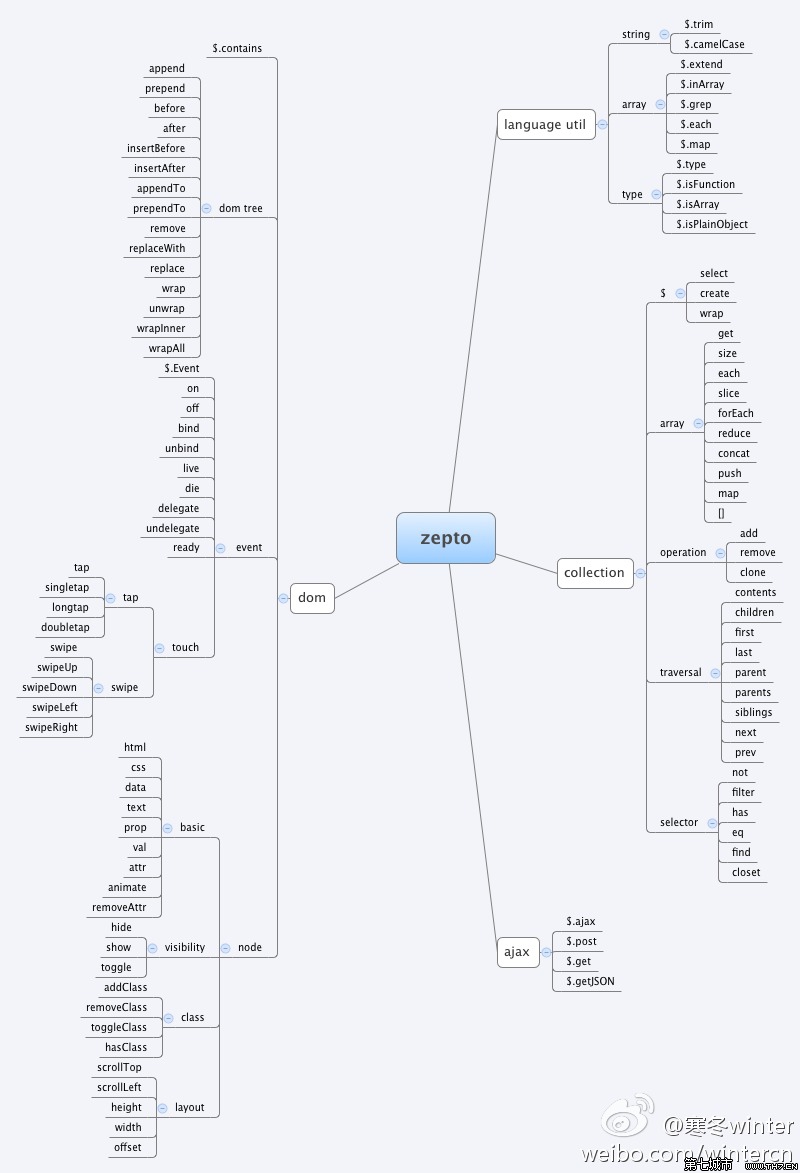 zepto
language util
string
$.trim
$.camelCase
array
$.extend
$.inArray
$.grep
$.each
$.map
type
$.type
$.isFunction
$.isArray
$.isPlainObject
collection
$
select
create
wrap
array
get
size
each
slice
forEach
reduce
concat
push
map
[]
operation
add
remove
clone
traversal
contents
children
first
last
parent
parents
siblings
next
prev
selector
not
filter
has
eq
find
closet
ajax
$.ajax
$.post
$.get
$.getJSON
dom
$.contains
dom tree
append
prepend
before
after
insertBefore
insertAfter
appendTo
prependTo
remove
replaceWith
replace
wrap
unwrap
wrapInner
wrapAll
event
$.Event
on
off
bind
unbind
live
die
delegate
undelegate
ready
touch
tap
tap
singletap
longtap
doubletap
swipe
swipe
swipeUp
swipeDown
swipeLeft
swipeRight
node
basic
html
css
data
text
prop
val
attr
animate
removeAttr
visibility
hide
show
toggle
class
addClass
removeClass
toggleClass
hasClass
layout
scrollTop
scrollLeft
height
width
offset
@寒冬winter
weibo.com/wintercn
第七城市 WWW.TH7.CN